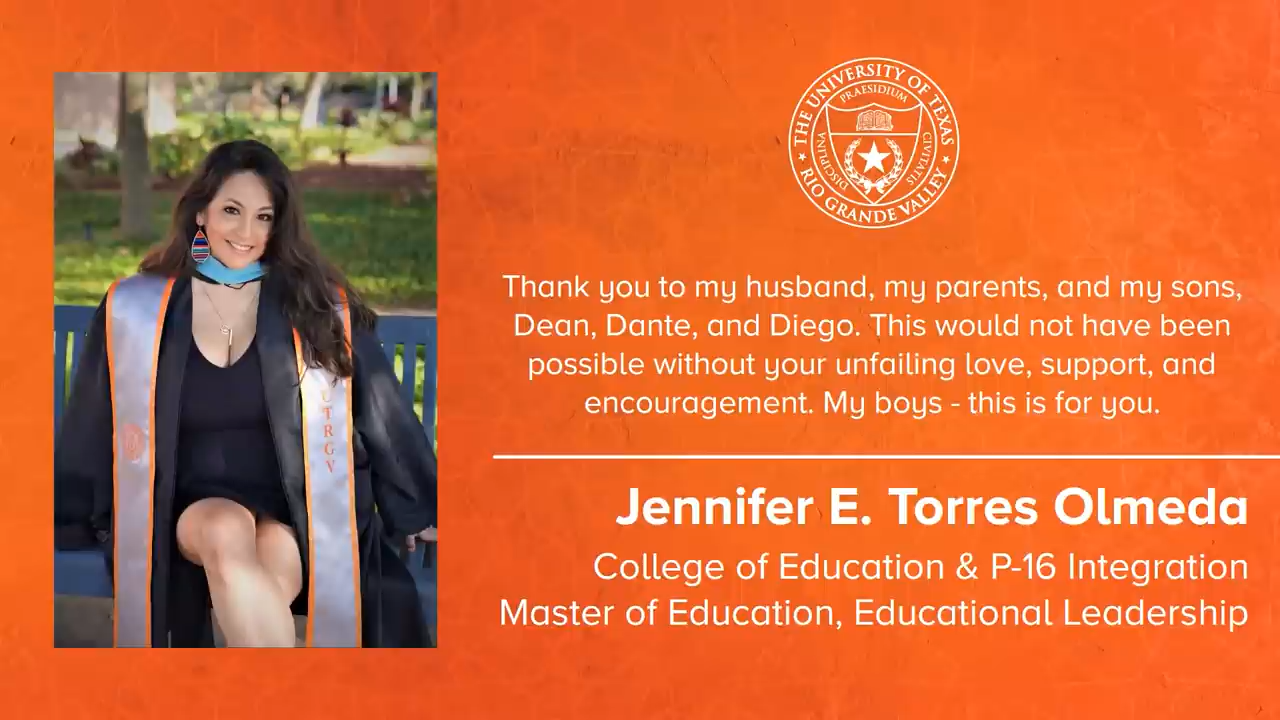 THE UNIVERSITY OF TEXAS
PRAESIDIUM
DISCIPLINA
CIVITATIS
★ RIO GRANDE VALLEY ★
Thank you to my husband, my parents, and my sons,
Dean, Dante, and Diego. This would not have been
possible without your unfailing love, support, and
encouragement. My boys - this is for you.
Jennifer E. Torres Olmeda
College of Education & P-16 Integration
Master of Education, Educational Leadership
UTRGV